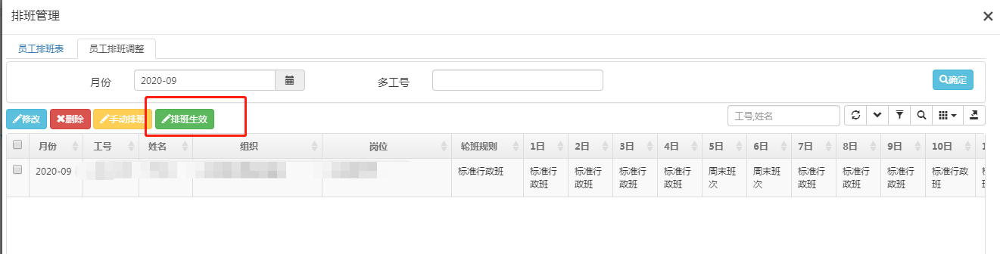 排班管理
员工排班表 员工排班调整
月份 2020-09 多工号 确定
修改 删除 手动排班 排班生效 工号,姓名
月份 工号 姓名 组织 岗位 轮班规则 1日 2日 3日 4日 5日 6日 7日 8日 9日 10日
2020-09 标准行政班 标准行 标准行 标准行 标准行 周末班 周末班 标准行 标准行 标准行 标准行政
政班 政班 政班 政班 次 次 政班 政班 政班 班